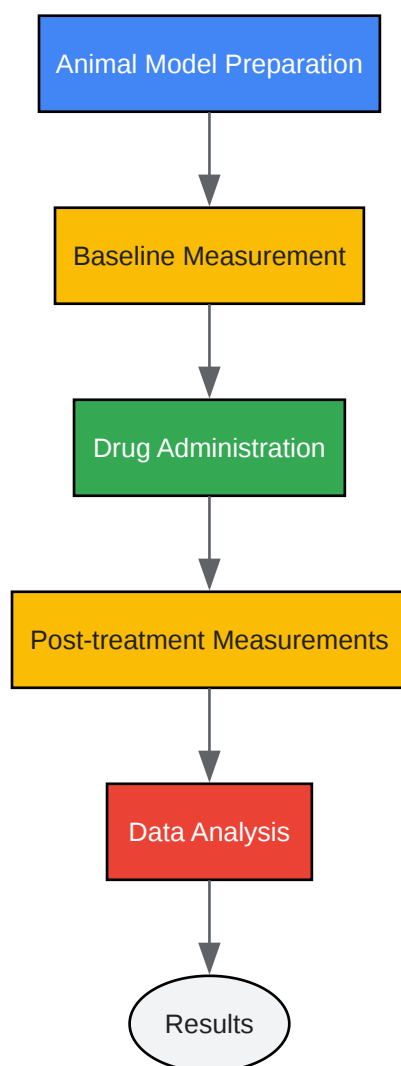 Animal Model Preparation
Baseline Measurement
Drug Administration
Post-treatment Measurements
Data Analysis
Results